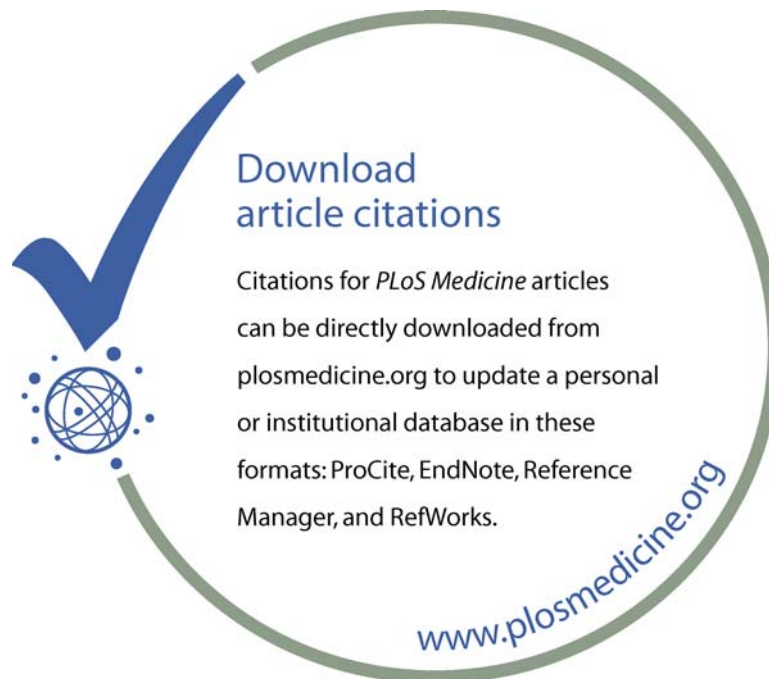 Download
article citations
Citations for PLoS Medicine articles
can be directly downloaded from
plosmedicine.org to update a personal
or institutional database in these
formats: ProCite, EndNote, Reference
Manager, and RefWorks.
www.plosmedicine.org